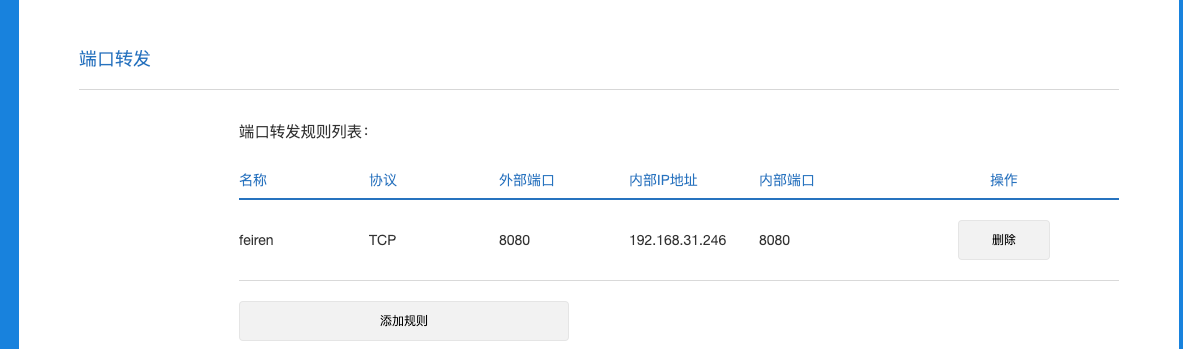 端口转发
端口转发规则列表：
名称 协议 外部端口 内部IP地址 内部端口 操作
feiren TCP 8080 192.168.31.246 8080 删除
添加规则